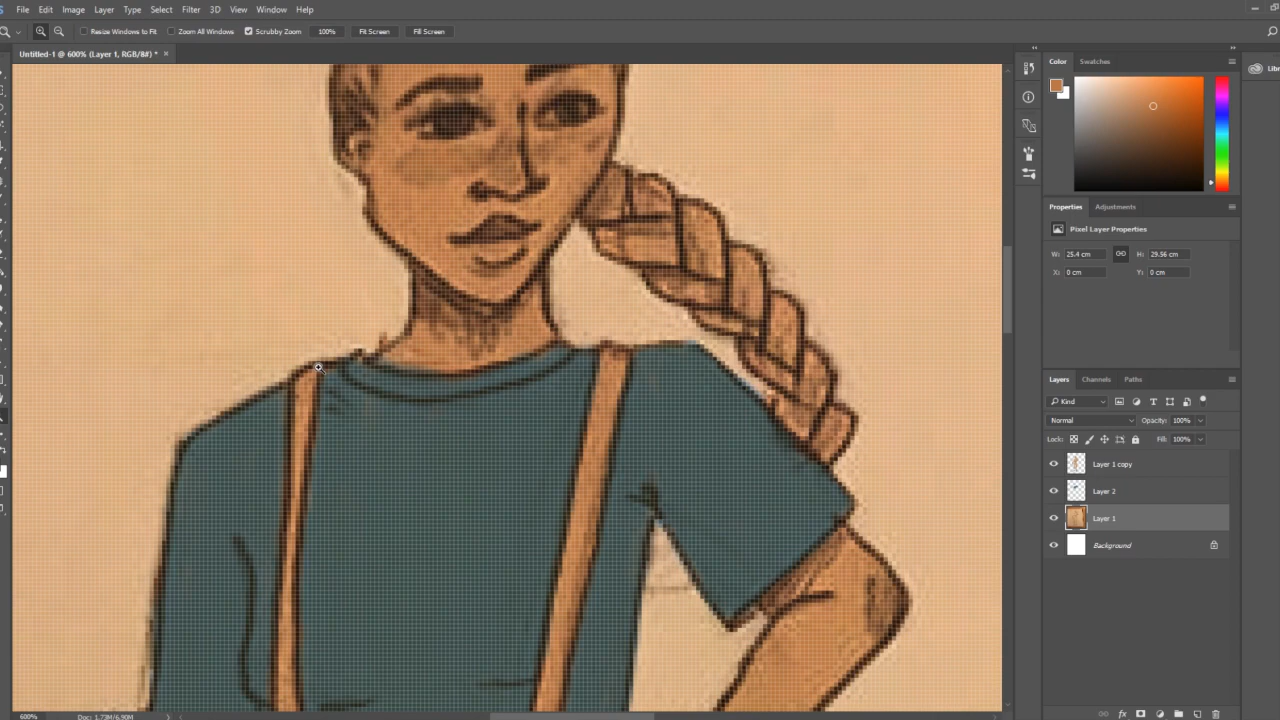 File Edit Image Layer Type Select Filter 3D View Window Help
Resize Windows to Fit Zoom All Windows Scrubby Zoom 100% Fit Screen Fill Screen
Untitled-1 @ 600% (Layer 1, RGB/8#) * ×
Color Swatches
Properties Adjustments
Pixel Layer Properties
W: 25.4 cm H: 29.56 cm
X: 0 cm Y: 0 cm
Layers Channels Paths
Kind
Normal Opacity: 100%
Lock: Fill: 100%
Layer 1 copy
Layer 2
Layer 1
Background
600% Doc: 1.73M/6.90M